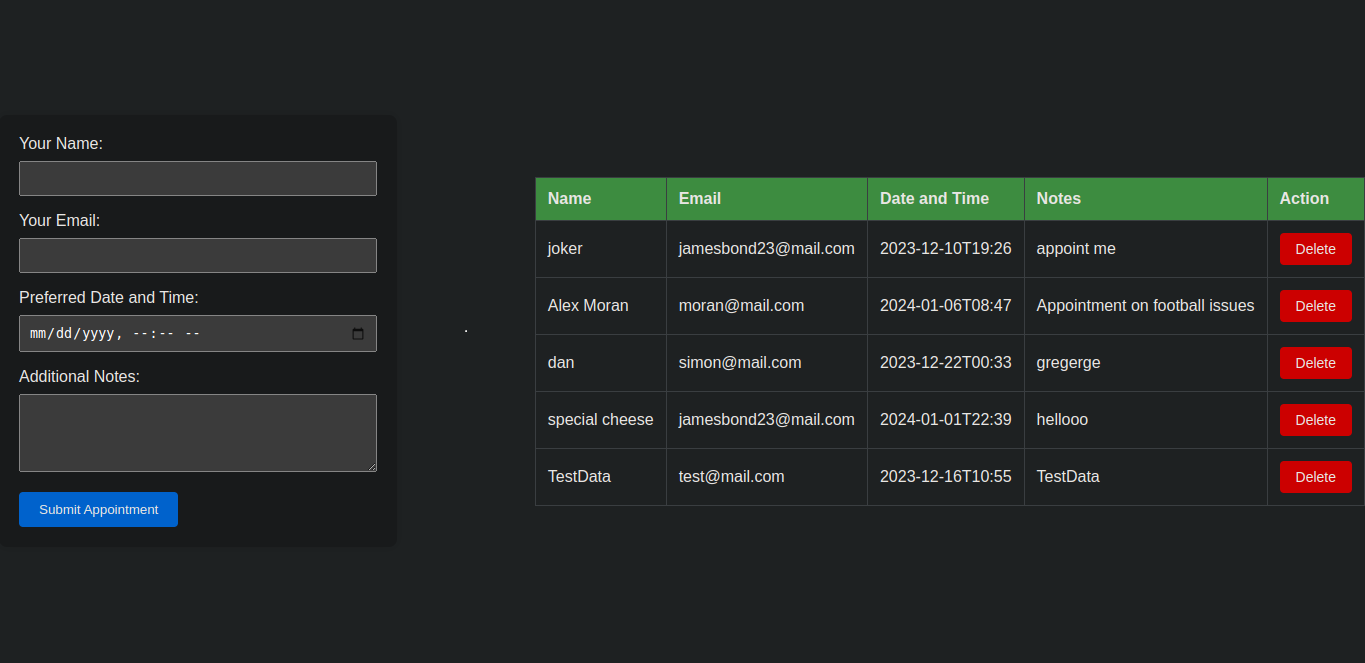 Your Name:
Your Email:
Preferred Date and Time:
mm/dd/yyyy, --:-- --
Additional Notes:
Submit Appointment
.
Name Email Date and Time Notes Action
joker jamesbond23@mail.com 2023-12-10T19:26 appoint me Delete
Alex Moran moran@mail.com 2024-01-06T08:47 Appointment on football issues Delete
dan simon@mail.com 2023-12-22T00:33 gregerge Delete
special cheese jamesbond23@mail.com 2024-01-01T22:39 hellooo Delete
TestData test@mail.com 2023-12-16T10:55 TestData Delete